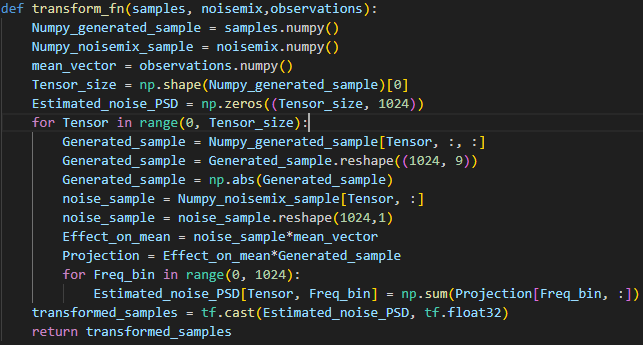 def transform_fn(samples, noisemix,observations):
    Numpy_generated_sample = samples.numpy()
    Numpy_noisemix_sample = noisemix.numpy()
    mean_vector = observations.numpy()
    Tensor_size = np.shape(Numpy_generated_sample)[0]
    Estimated_noise_PSD = np.zeros((Tensor_size, 1024))
    for Tensor in range(0, Tensor_size):
        Generated_sample = Numpy_generated_sample[Tensor, :, :]
        Generated_sample = Generated_sample.reshape((1024, 9))
        Generated_sample = np.abs(Generated_sample)
        noise_sample = Numpy_noisemix_sample[Tensor, :]
        noise_sample = noise_sample.reshape(1024,1)
        Effect_on_mean = noise_sample*mean_vector
        Projection = Effect_on_mean*Generated_sample
        for Freq_bin in range(0, 1024):
            Estimated_noise_PSD[Tensor, Freq_bin] = np.sum(Projection[Freq_bin, :])
    transformed_samples = tf.cast(Estimated_noise_PSD, tf.float32)
    return transformed_samples